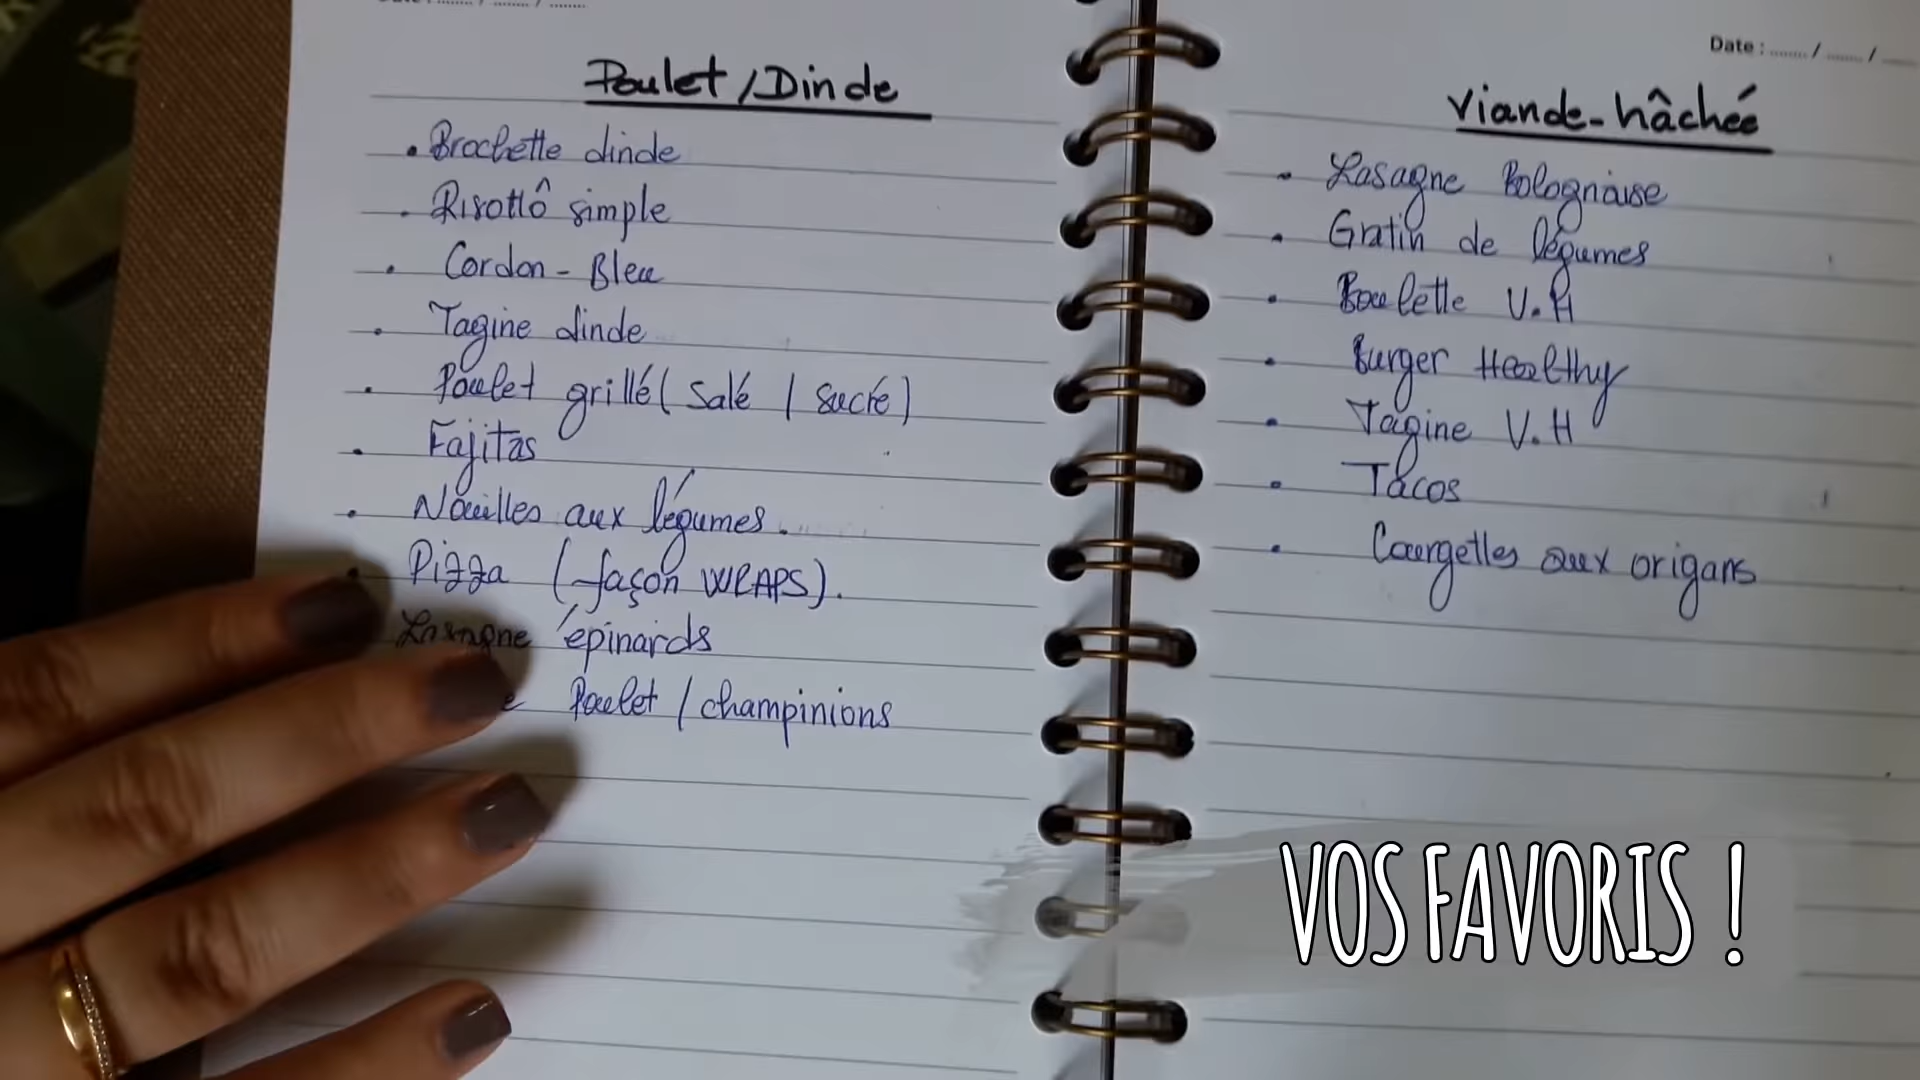 Date : ....... / ....... / .......
Poulet / Dinde
. Brochette dinde
. Risottô simple
. Cordon - Bleu
. Tagine dinde
. Poulet grillé ( Salé / Sucré )
. Fajitas
. Nouilles aux légumes .
. Pizza ( façon WRAPS ) .
Lasagne épinards
Poulet / champinions
Date : ....... / ....... / .......
Viande - hâchée
. Lasagne Bolognaise
. Gratin de légumes
. Boulette V.H
. Burger Healthy
. Tagine V.H
. Tacos
. Courgettes aux origans
VOS FAVORIS !